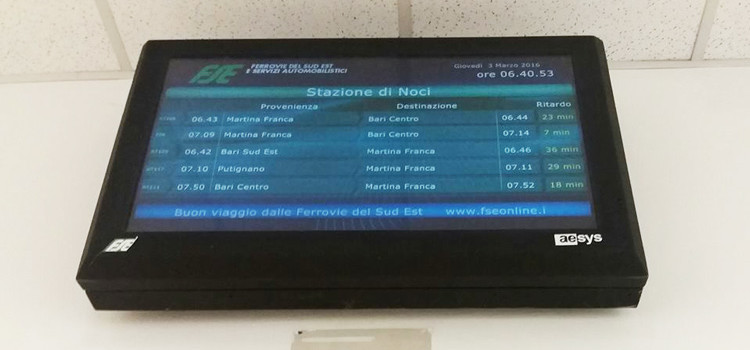 FSE FERROVIE DEL SUD EST
E SERVIZI AUTOMOBILISTICI
Giovedì 3 Marzo 2016
ore 06.40.53
Stazione di Noci
Provenienza Destinazione Ritardo
06.43 Martina Franca Bari Centro 06.44 23 min
07.09 Martina Franca Bari Centro 07.14 7 min
06.42 Bari Sud Est Martina Franca 06.46 36 min
07.10 Putignano Martina Franca 07.11 29 min
07.50 Bari Centro Martina Franca 07.52 18 min
Buon viaggio dalle Ferrovie del Sud Est www.fseonline.i
FSE aesys